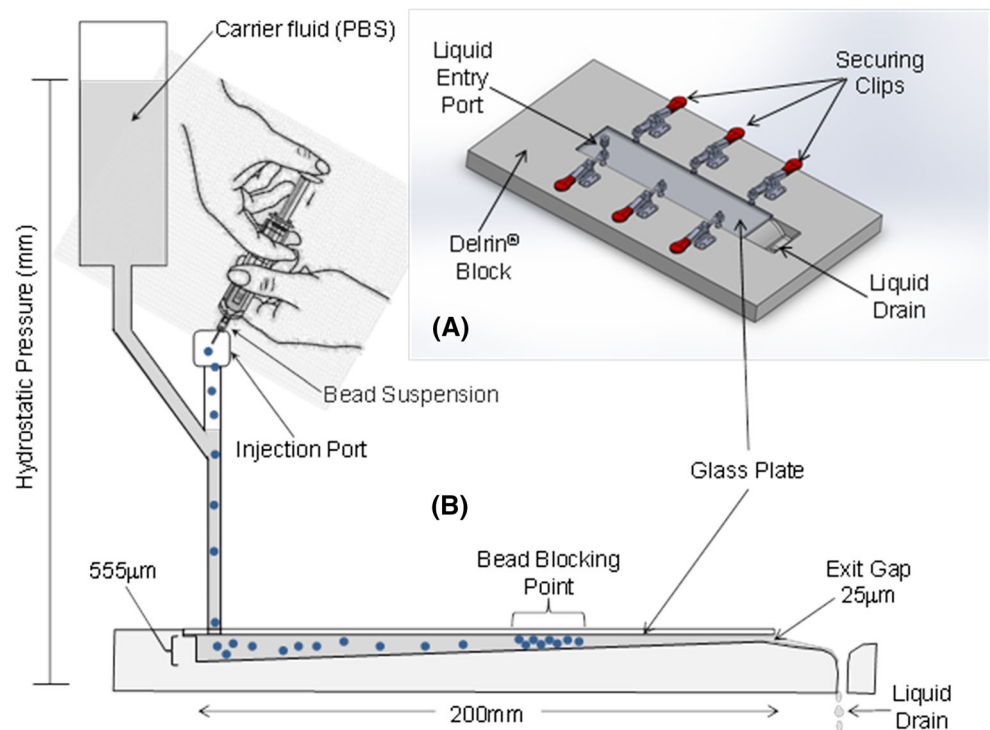 Carrier fluid (PBS)
Hydrostatic Pressure (mm)
Bead Suspension
Injection Port
Liquid
Entry
Port
Securing
Clips
Delrin®
Block
Liquid
Drain
(A)
Glass Plate
(B)
555µm
Bead Blocking
Point
Exit Gap
25µm
200mm
Liquid
Drain